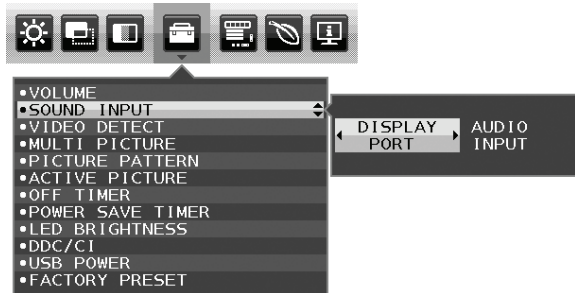 •VOLUME
•SOUND INPUT
•VIDEO DETECT
•MULTI PICTURE
•PICTURE PATTERN
•ACTIVE PICTURE
•OFF TIMER
•POWER SAVE TIMER
•LED BRIGHTNESS
•DDC/CI
•USB POWER
•FACTORY PRESET
DISPLAY AUDIO
PORT INPUT